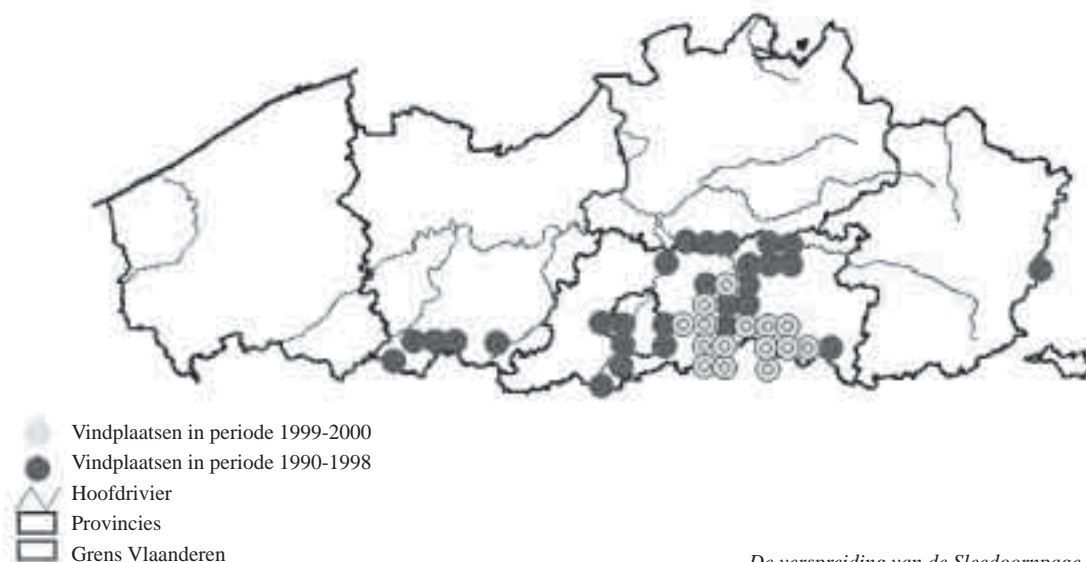 Vindplaatsen in periode 1999-2000
Vindplaatsen in periode 1990-1998
Hoofdrivier
Provincies
Grens Vlaanderen
De verspreiding van de Sleedoornpage